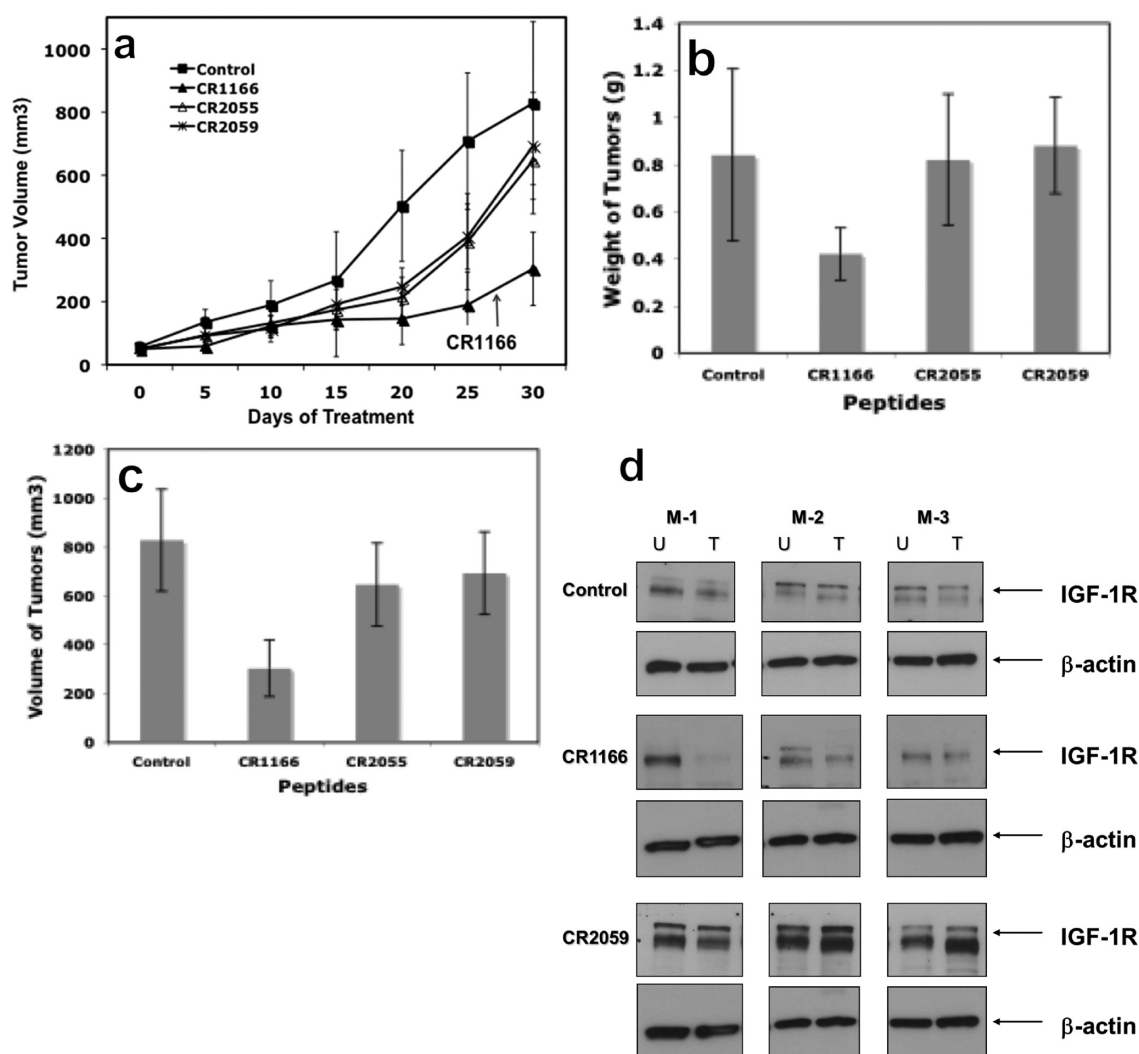 a
Tumor Volume (mm3)
1000
800
600
400
200
0
Control
CR1166
CR2055
CR2059
CR1166
0 5 10 15 20 25 30
Days of Treatment
b
Weight of Tumors (g)
1.4
1.2
1
0.8
0.6
0.4
0.2
0
Control CR1166 CR2055 CR2059
Peptides
c
Volume of Tumors (mm3)
1200
1000
800
600
400
200
0
Control CR1166 CR2055 CR2059
Peptides
d
M-1 M-2 M-3
U T U T U T
Control IGF-1R
β-actin
CR1166 IGF-1R
β-actin
CR2059 IGF-1R
β-actin